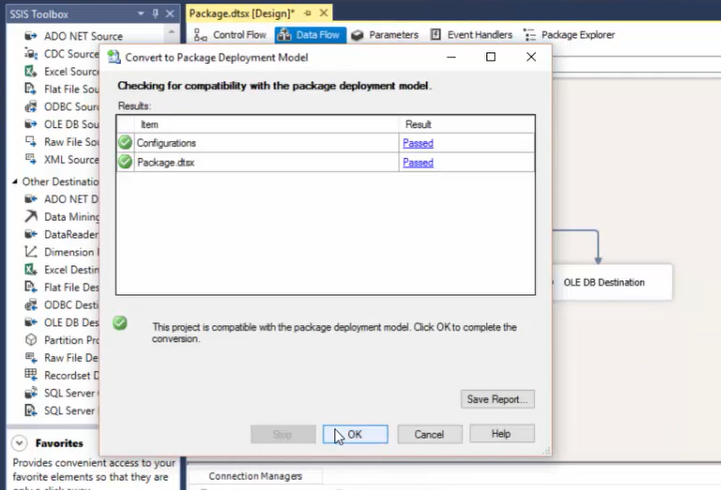 SSIS Toolbox
Package.dtsx [Design]*
ADO NET Source
CDC Source
Excel Sourc
Flat File Sou
ODBC Sour
OLE DB Sou
Raw File So
XML Source
Other Destinatio
ADO NET D
Data Mining
DataReader
Dimension
Excel Destin
Flat File Des
ODBC Desti
OLE DB Des
Partition Pro
Raw File De
Recordset D
SQL Server
SQL Server
Favorites
Provides convenient access to your
favorite elements so that they are
only a click away.
Control Flow
Data Flow
Parameters
Event Handlers
Package Explorer
Convert to Package Deployment Model
Checking for compatibility with the package deployment model.
Results:
Item Result
Configurations Passed
Package.dtsx Passed
This project is compatible with the package deployment model. Click OK to complete the
conversion.
Save Report...
Stop
OK
Cancel
Help
OLE DB Destination
Connection Managers